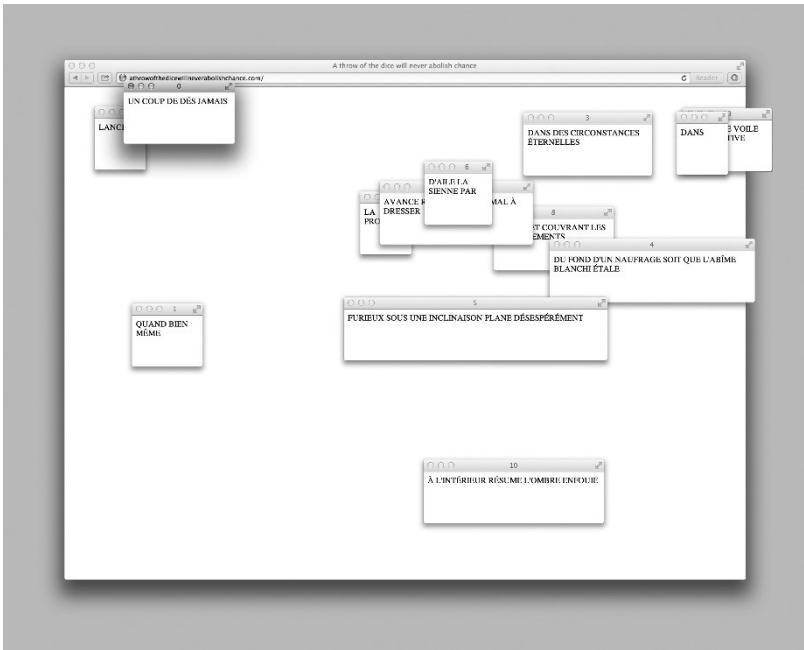 A throw of the dice will never abolish chance
athrowofthedicewillneverabolishchance.com/
Reader
0
UN COUP DE DÉS JAMAIS
3
DANS DES CIRCONSTANCES
ÉTERNELLES
DANS
VOILE
6
D'AILE LA
SIENNE PAR
AVANCE
MAL À
DRESSER
LA
8
ET COUVRANT LES
4
DU FOND D'UN NAUFRAGE SOIT QUE L'ABÎME
BLANCHI ÉTALE
1
QUAND BIEN
MÊME
5
FURIEUX SOUS UNE INCLINAISON PLANE DÉSESPÉRÉMENT
10
À L'INTÉRIEUR RÉSUME L'OMBRE ENFOUIE